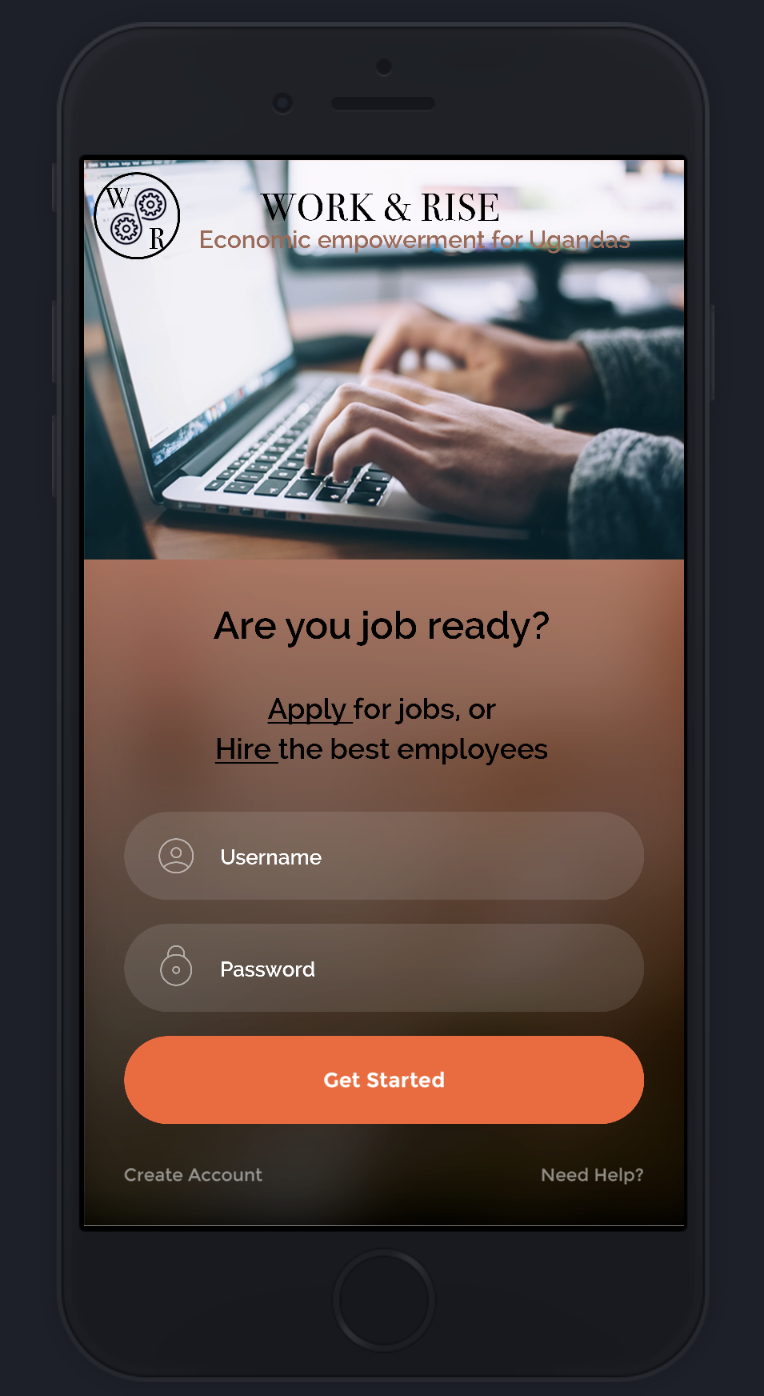 W
R
WORK & RISE
Economic empowerment for Ugandas
Are you job ready?
Apply for jobs, or
Hire the best employees
Username
Password
Get Started
Create Account
Need Help?